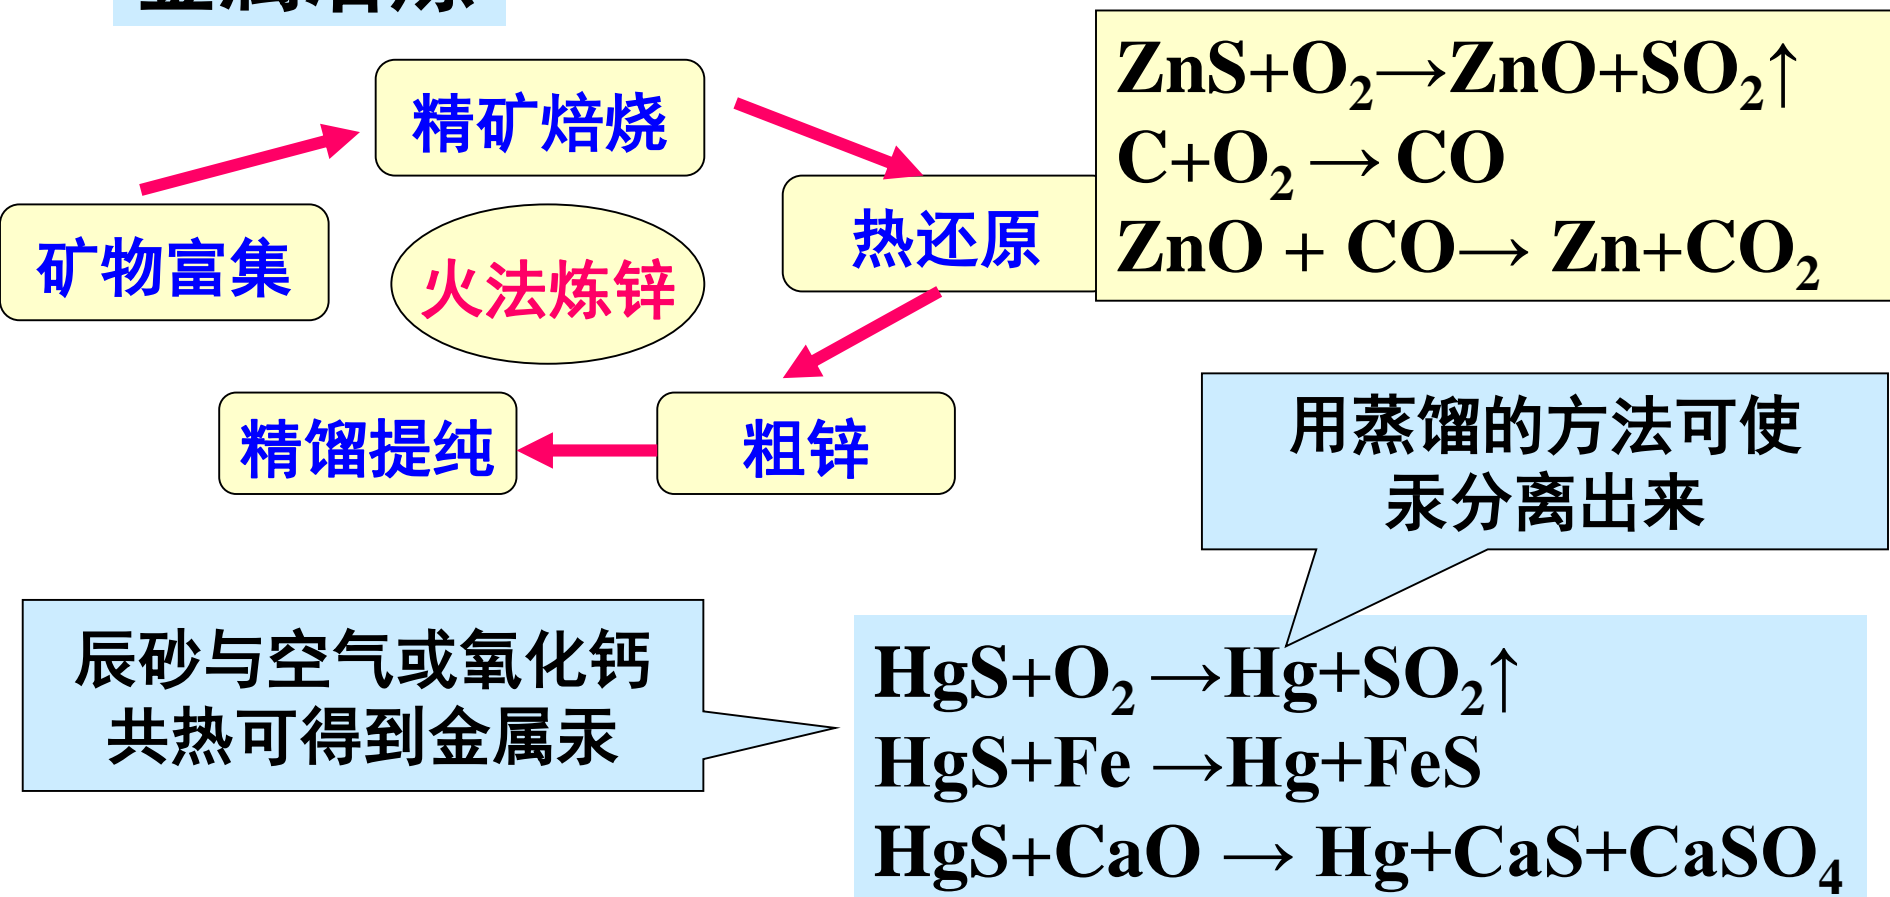 精矿焙烧
矿物富集
火法炼锌
热还原
粗锌
精馏提纯
ZnS+O₂→ZnO+SO₂↑
C+O₂→CO
ZnO + CO→ Zn+CO₂
用蒸馏的方法可使
汞分离出来
辰砂与空气或氧化钙
共热可得到金属汞
HgS+O₂→Hg+SO₂↑
HgS+Fe →Hg+FeS
HgS+CaO → Hg+CaS+CaSO₄